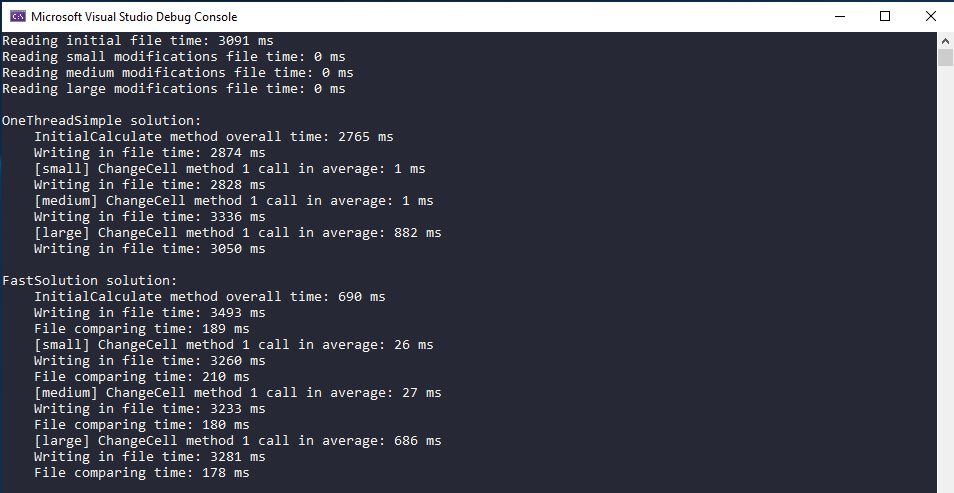 Microsoft Visual Studio Debug Console
Reading initial file time: 3091 ms
Reading small modifications file time: 0 ms
Reading medium modifications file time: 0 ms
Reading large modifications file time: 0 ms
OneThreadSimple solution:
InitialCalculate method overall time: 2765 ms
Writing in file time: 2874 ms
[small] ChangeCell method 1 call in average: 1 ms
Writing in file time: 2828 ms
[medium] ChangeCell method 1 call in average: 1 ms
Writing in file time: 3336 ms
[large] ChangeCell method 1 call in average: 882 ms
Writing in file time: 3050 ms
FastSolution solution:
InitialCalculate method overall time: 690 ms
Writing in file time: 3493 ms
File comparing time: 189 ms
[small] ChangeCell method 1 call in average: 26 ms
Writing in file time: 3260 ms
File comparing time: 210 ms
[medium] ChangeCell method 1 call in average: 27 ms
Writing in file time: 3233 ms
File comparing time: 180 ms
[large] ChangeCell method 1 call in average: 686 ms
Writing in file time: 3281 ms
File comparing time: 178 ms